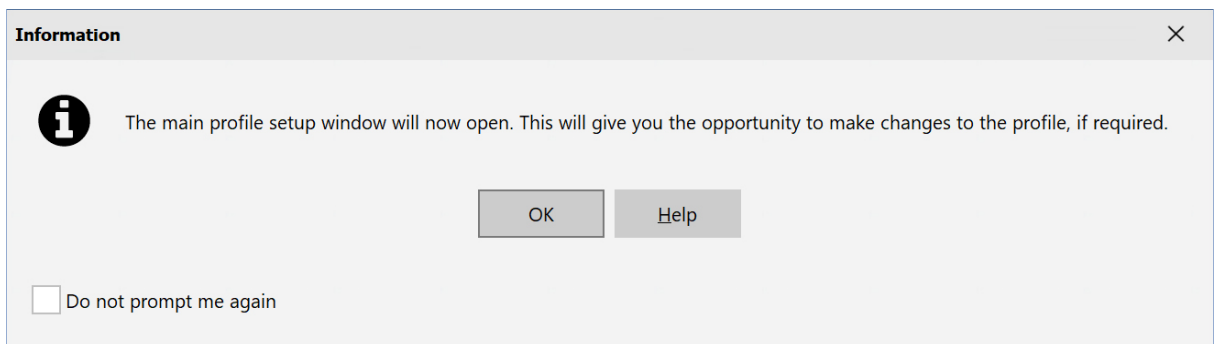 Information
The main profile setup window will now open. This will give you the opportunity to make changes to the profile, if required.
OK
Help
Do not prompt me again